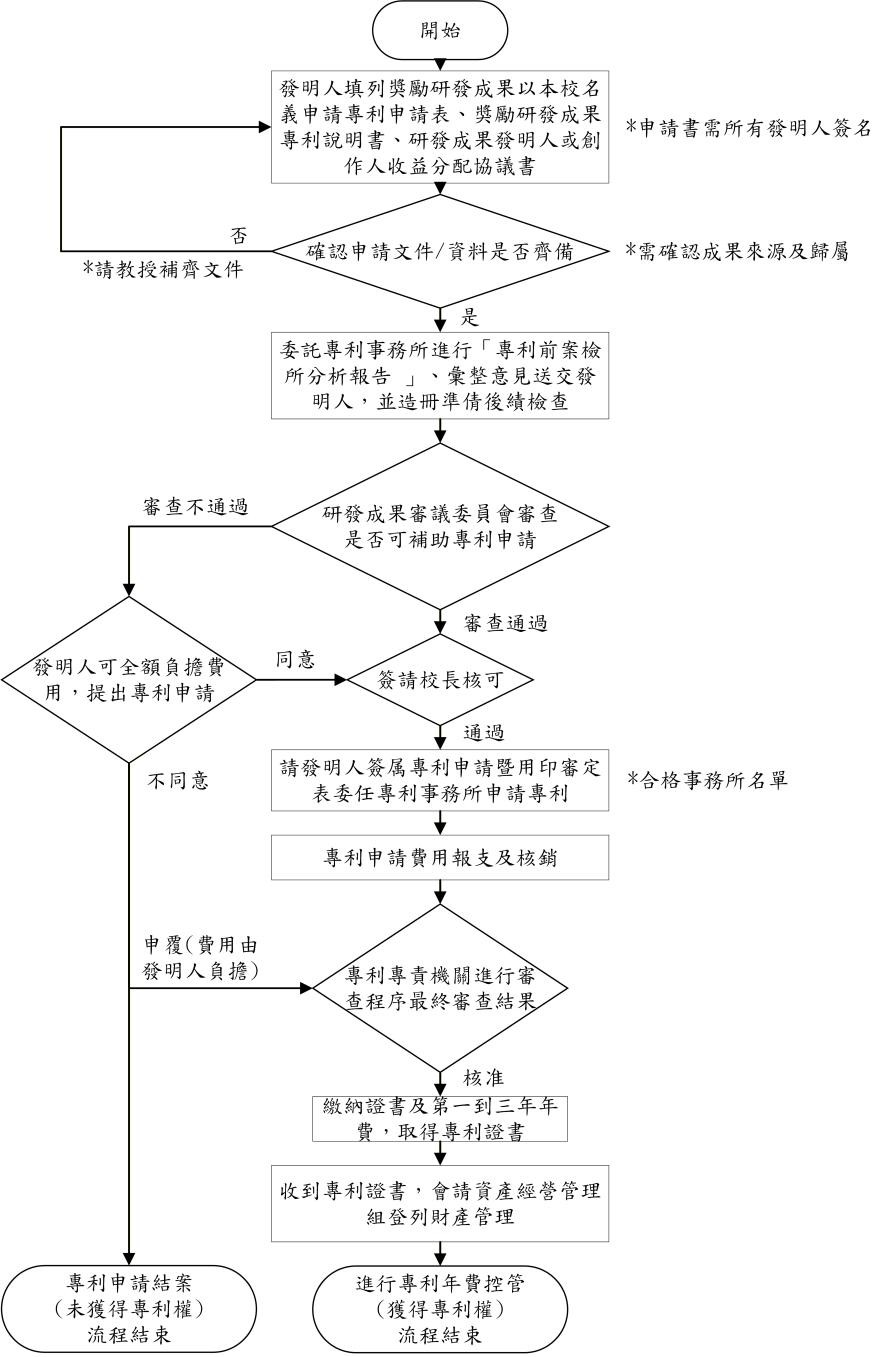 開始
發明人填列獎勵研發成果以本校名
義申請專利申請表、獎勵研發成果
專利說明書、研發成果發明人或創
作人收益分配協議書
*申請書需所有發明人簽名
否
*請教授補齊文件
確認申請文件/資料是否齊備
*需確認成果來源及歸屬
是
委託專利事務所進行「專利前案檢
所分析報告 」、彙整意見送交發
明人，並造冊準倩後績檢查
審查不通過
研發成果審議委員會審查
是否可補助專利申請
審查通過
發明人可全額負擔費
用，提出專利申請
同意
簽請校長核可
通過
不同意
請發明人簽属專利申請暨用印審定
表委任專利事務所申請專利
*合格事務所名單
專利申請費用報支及核銷
申覆(費用由
發明人負擔)
專利專責機關進行審
查程序最終審查結果
核准
繳納證書及第一到三年年
費，取得專利證書
收到專利證書，會請資產經營管理
組登列財產管理
專利申請結案
(未獲得專利權)
流程結束
進行專利年費控管
(獲得專利權)
流程結束